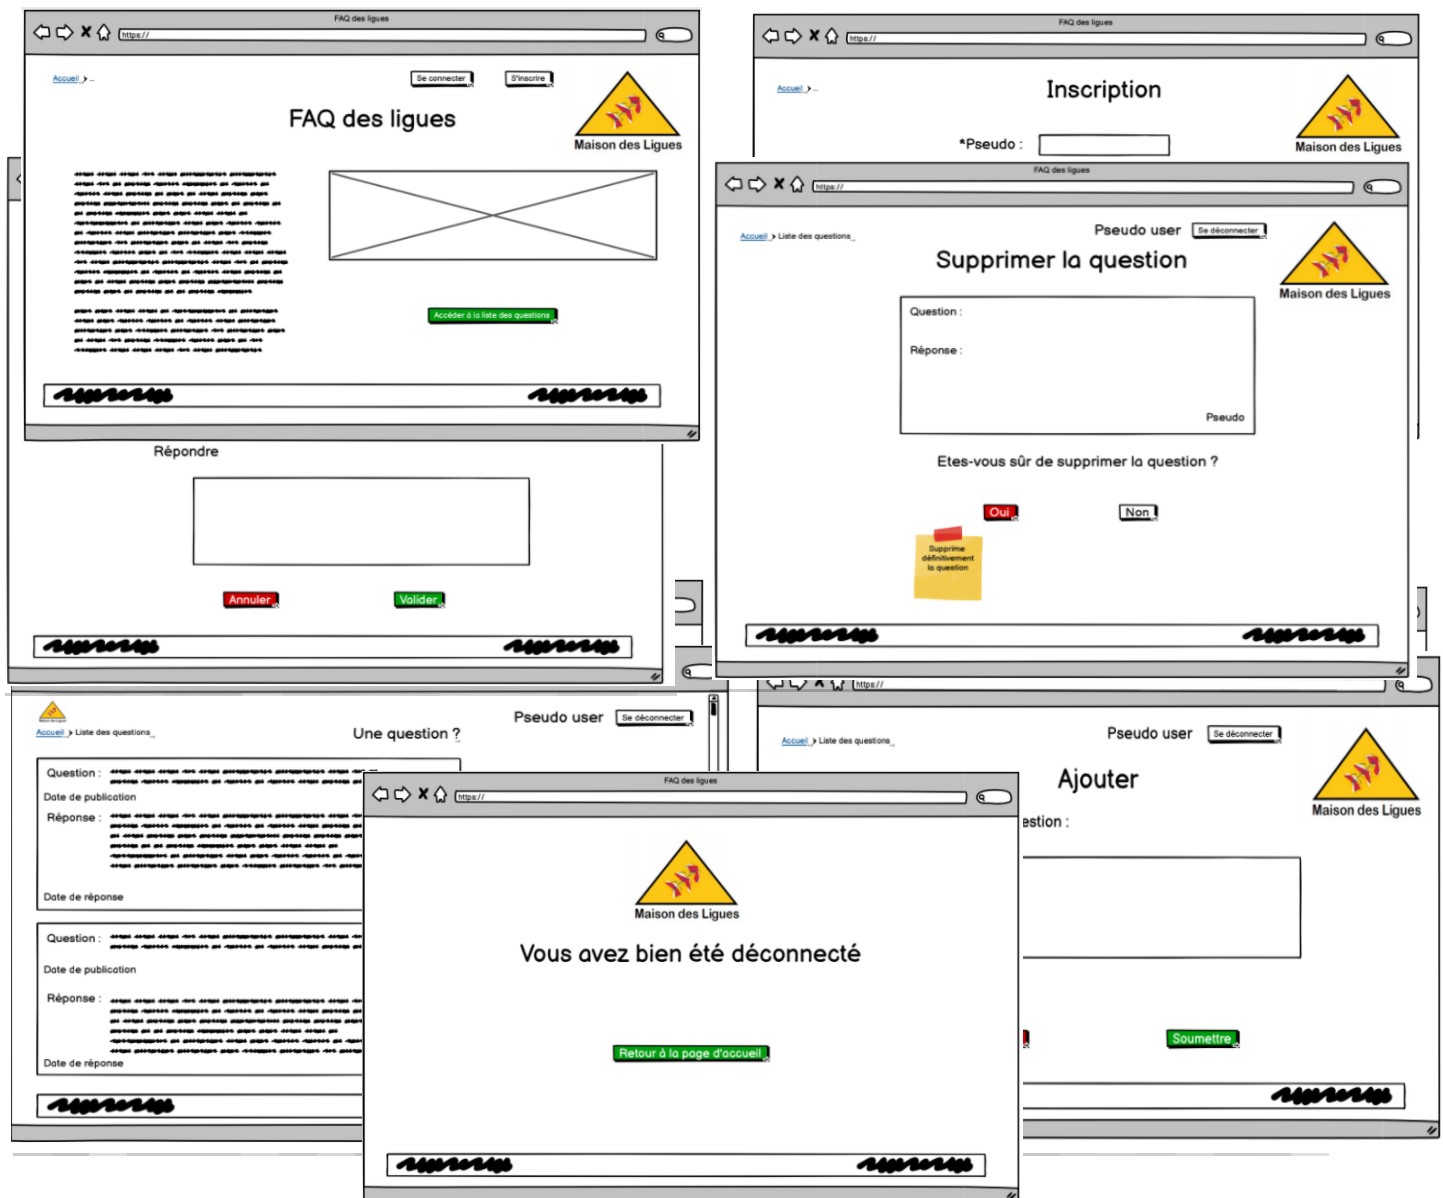 FAQ des ligues
https://
Accueil
Se connecter
S'inscrire
FAQ des ligues
Maison des Ligues
Accéder à la liste des questions
FAQ des ligues
https://
Accueil
Inscription
*Pseudo :
Maison des Ligues
FAQ des ligues
https://
Accueil > Liste des questions
Pseudo user
Se déconnecter
Supprimer la question
Maison des Ligues
Question :
Réponse :
Pseudo
Etes-vous sûr de supprimer la question ?
Oui
Non
Supprime
définitivement
la question
Répondre
Annuler
Valider
Maison des Ligues
Accueil > Liste des questions
Une question ?
Pseudo user
Se déconnecter
Question :
Date de publication
Réponse :
Date de réponse
Question :
Date de publication
Réponse :
Date de réponse
https://
Accueil > Liste des questions
Pseudo user
Se déconnecter
Ajouter
Maison des Ligues
estion :
Soumettre
FAQ des ligues
https://
Maison des Ligues
Vous avez bien été déconnecté
Retour à la page d'accueil